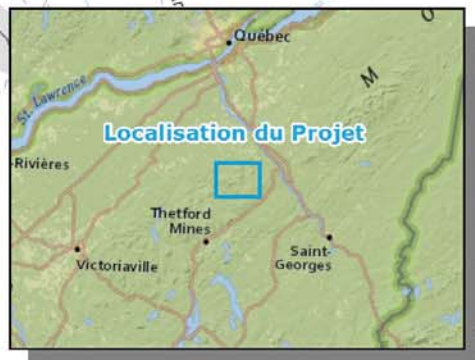 Québec
M O
St. Lawrence
Localisation du Projet
-Rivières
Thetford
Mines
Saint-
Georges
Victoriaville